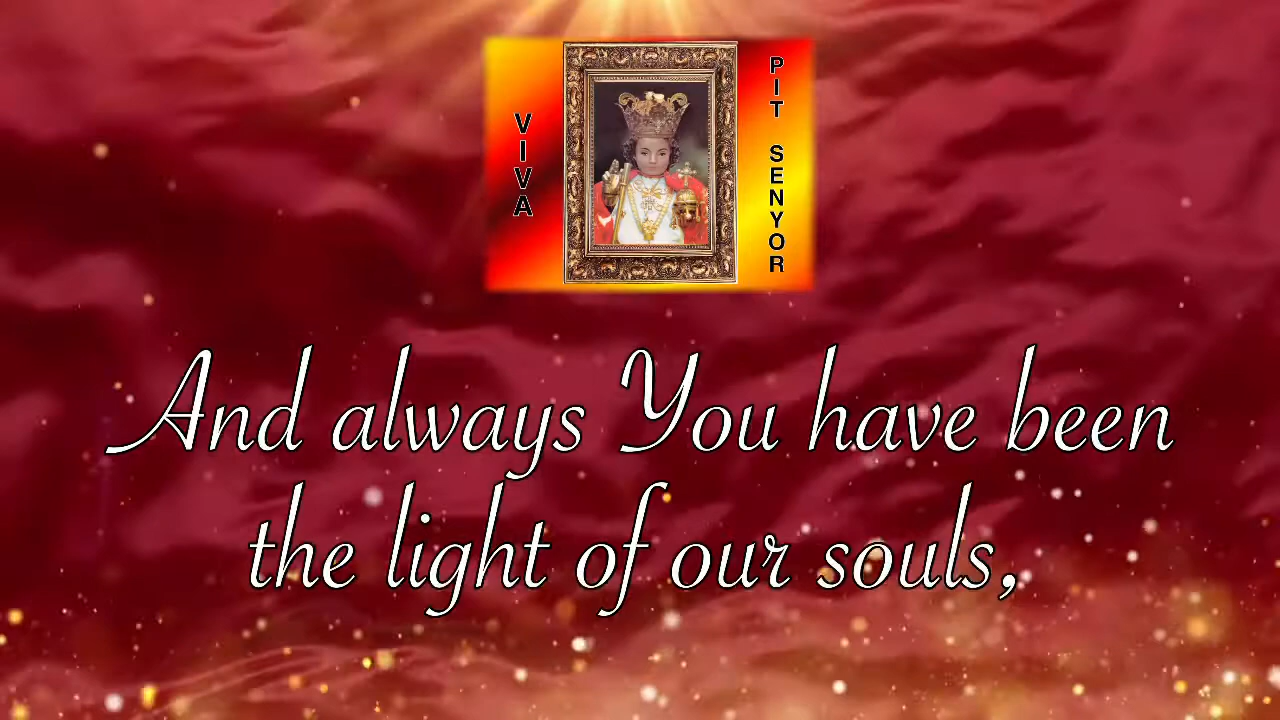 VIVA
PIT SENYOR
And always You have been
the light of our souls,